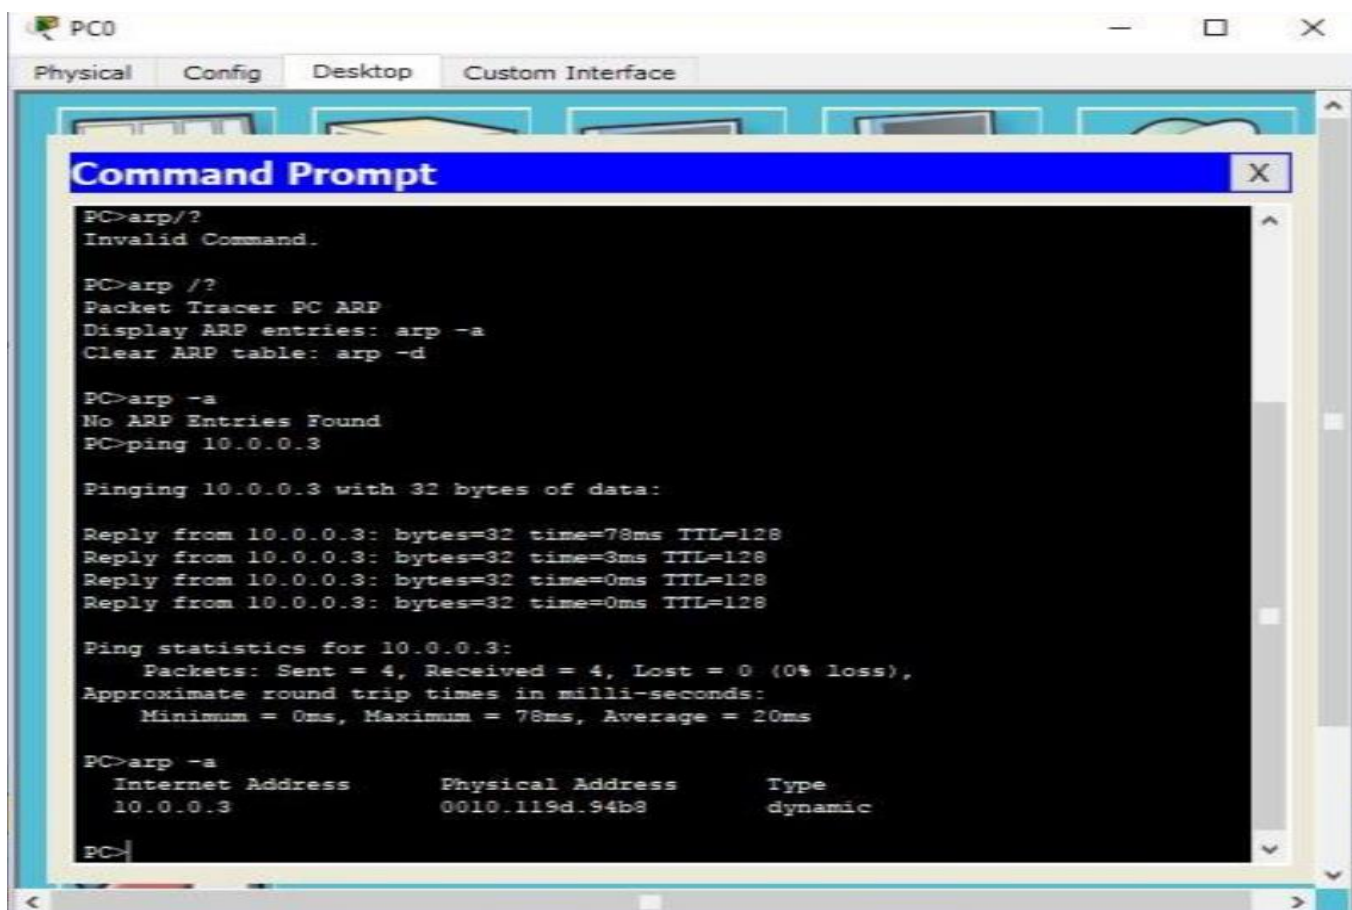 PC0
Physical Config Desktop Custom Interface
Command Prompt
X
PC>arp/?
Invalid Command.
PC>arp /?
Packet Tracer PC ARP
Display ARP entries: arp -a
Clear ARP table: arp -d
PC>arp -a
No ARP Entries Found
PC>ping 10.0.0.3
Pinging 10.0.0.3 with 32 bytes of data:
Reply from 10.0.0.3: bytes=32 time=78ms TTL=128
Reply from 10.0.0.3: bytes=32 time=3ms TTL=128
Reply from 10.0.0.3: bytes=32 time=0ms TTL=128
Reply from 10.0.0.3: bytes=32 time=0ms TTL=128
Ping statistics for 10.0.0.3:
Packets: Sent = 4, Received = 4, Lost = 0 (0% loss),
Approximate round trip times in milli-seconds:
Minimum = 0ms, Maximum = 78ms, Average = 20ms
PC>arp -a
Internet Address Physical Address Type
10.0.0.3 0010.119d.94b8 dynamic
PC>